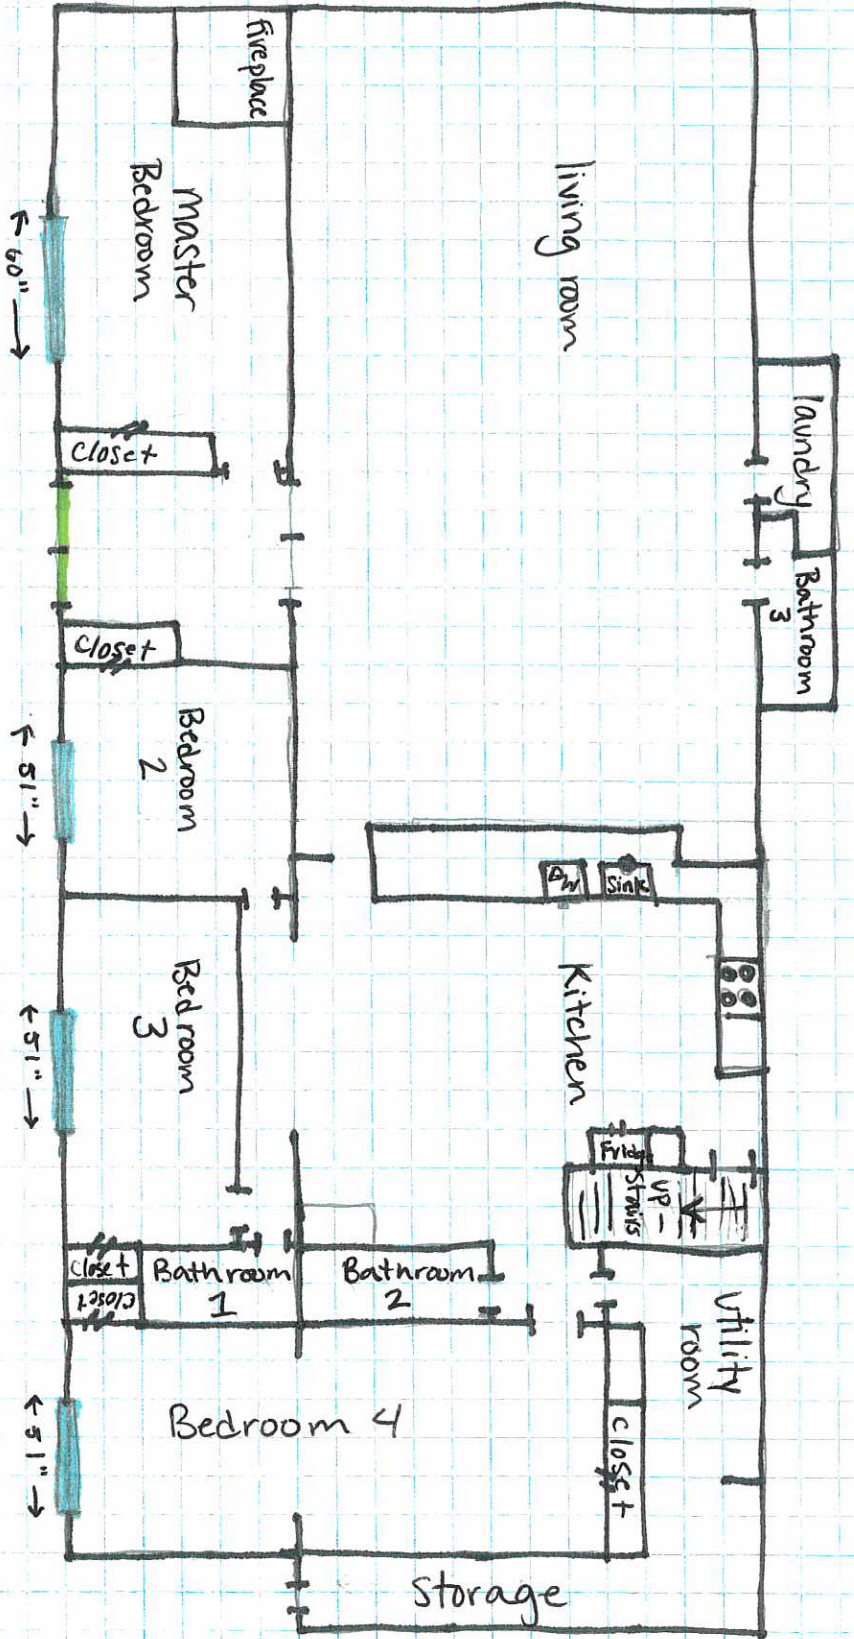 fireplace
living room
master
Bedroom
60"
laundry
closet
Bathroom
3
closet
Bedroom
2
51"
DW
Sink
Kitchen
Bedroom
3
51"
Fridge
UP -
Stairs
closet
closet
Bathroom
1
Bathroom
2
Utility
room
Bedroom 4
closet
51"
Storage